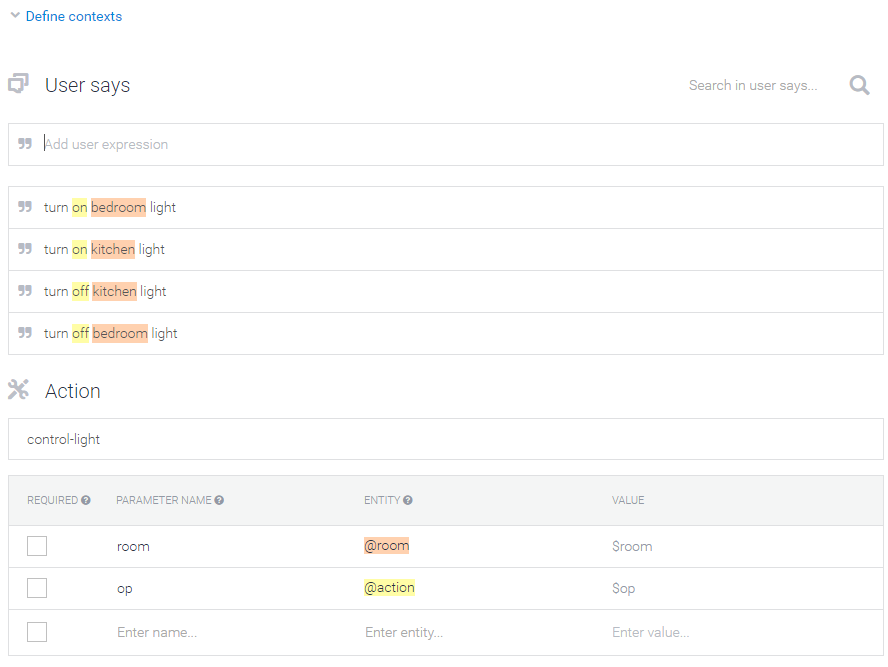 Define contexts
User says Search in user says...
Add user expression
turn on bedroom light
turn on kitchen light
turn off kitchen light
turn off bedroom light
Action
control-light
REQUIRED PARAMETER NAME ENTITY VALUE
room @room $room
op @action $op
Enter name... Enter entity... Enter value...